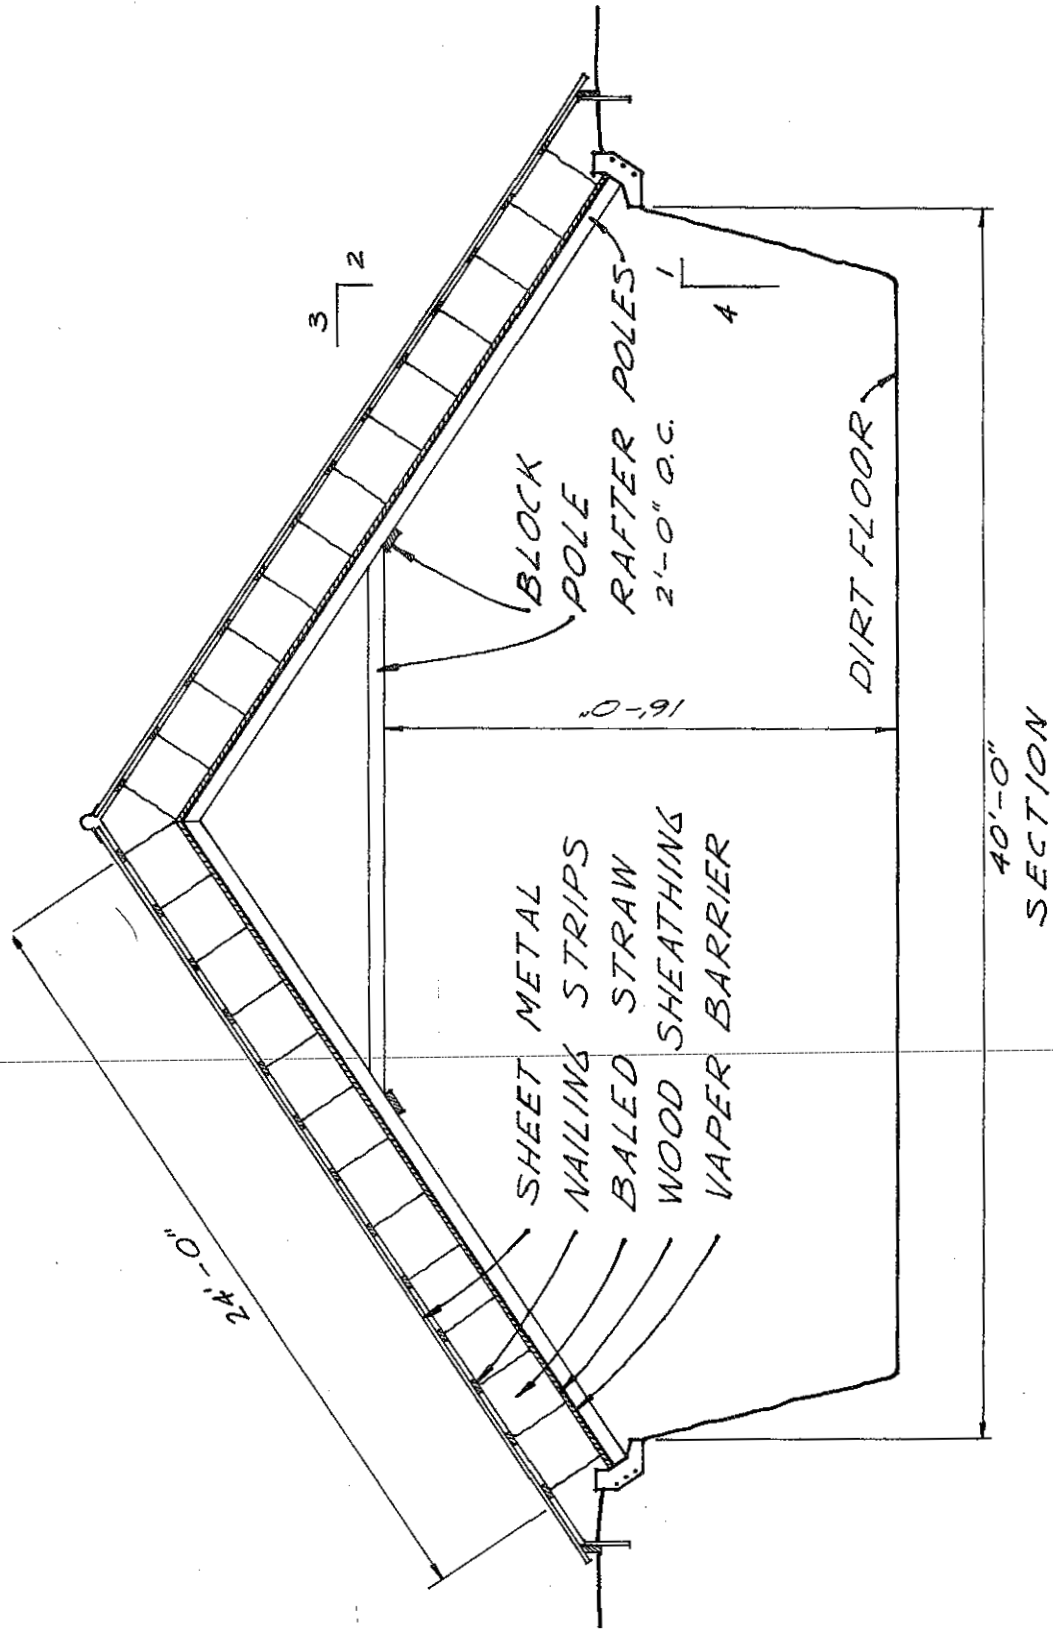 24'-0"
3
2
BLOCK
POLE
RAFTER POLES
2'-0" O.C.
1
4
16'-0"
SHEET METAL
NAILING STRIPS
BALED STRAW
WOOD SHEATHING
VAPER BARRIER
DIRT FLOOR
40'-0"
SECTION